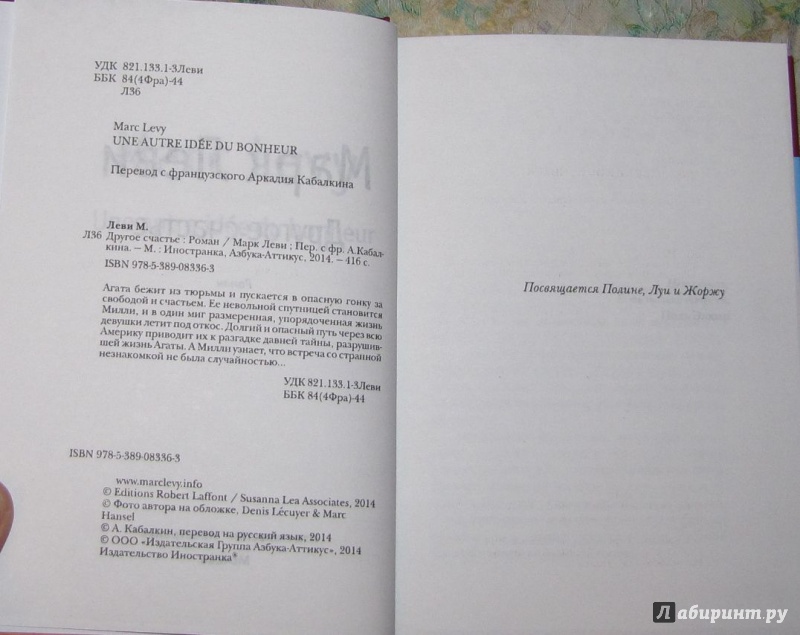 УДК 821.133.1-3Леви
ББК 84(4Фра)-44
Л36
Marc Levy
UNE AUTRE IDÉE DU BONHEUR
Перевод с французского Аркадия Кабалкина
Леви М.
Л36 Другое счастье : Роман / Марк Леви ; Пер. с фр. А.Кабал-
кина. – М. : Иностранка, Азбука-Аттикус, 2014. – 416 с.
ISBN 978-5-389-08336-3
Агата бежит из тюрьмы и пускается в опасную гонку за
свободой и счастьем. Ее невольной спутницей становится
Милли, и в один миг размеренная, упорядоченная жизнь
девушки летит под откос. Долгий и опасный путь через всю
Америку приводит их к разгадке давней тайны, разрушив-
шей жизнь Агаты. А Милли узнает, что встреча со странной
незнакомкой не была случайностью...
УДК 821.133.1-3Леви
ББК 84(4Фра)-44
ISBN 978-5-389-08336-3
www.marclevy.info
© Editions Robert Laffont / Susanna Lea Associates, 2014
© Фото автора на обложке, Denis Lécuyer & Marc
Hansel
© А. Кабалкин, перевод на русский язык, 2014
© ООО «Издательская Группа Азбука-Аттикус», 2014
Издательство Иностранка®
Посвящается Полине, Луи и Жоржу
Лабиринт.ру